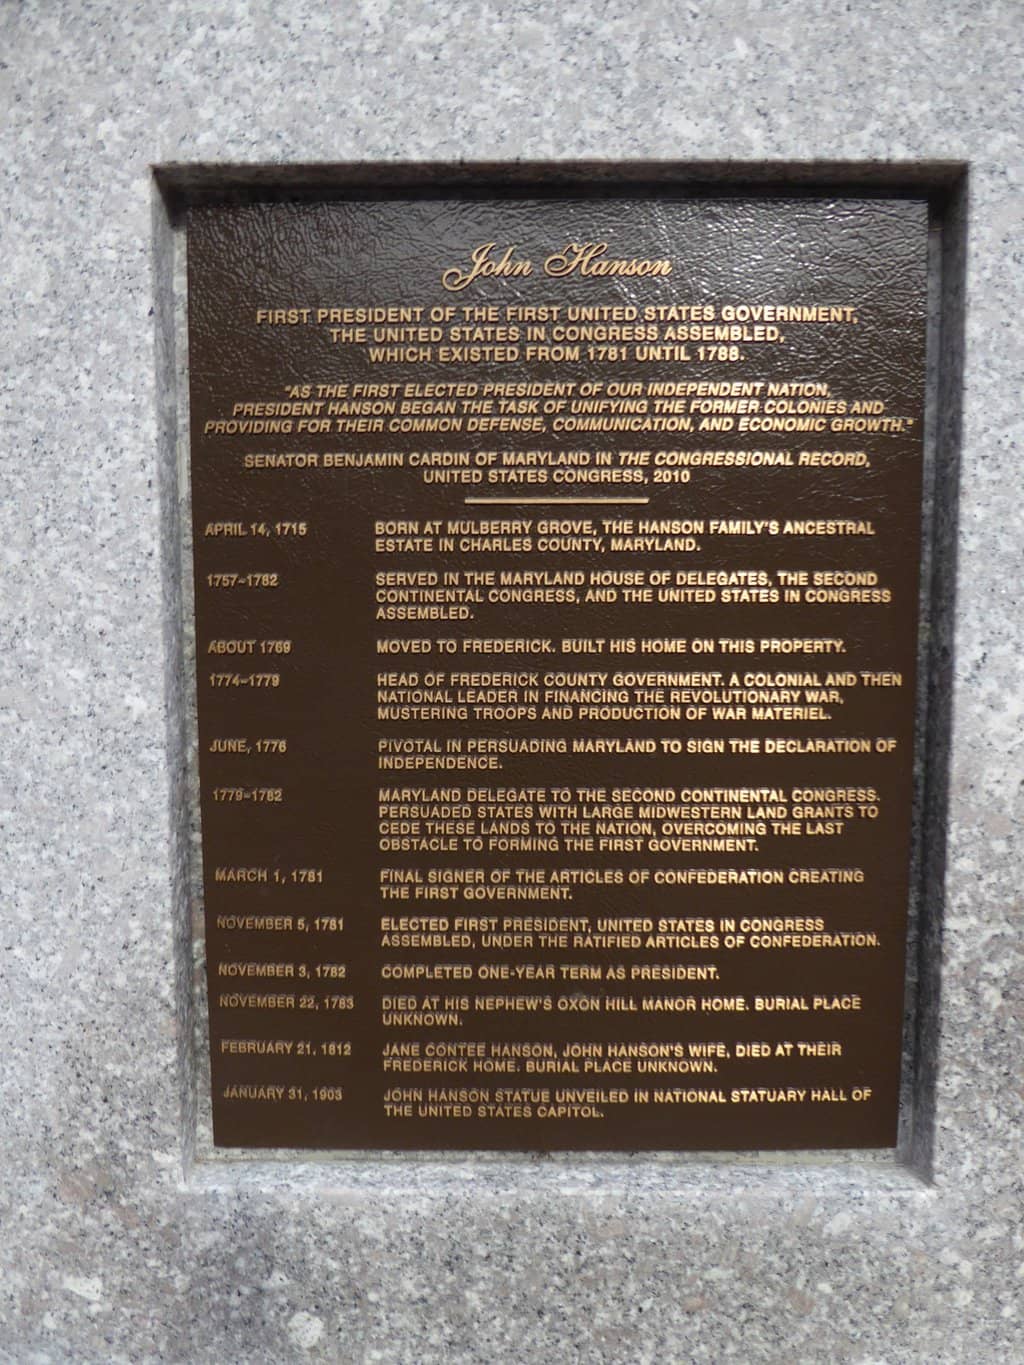 John Hanson
FIRST PRESIDENT OF THE FIRST UNITED STATES GOVERNMENT,
THE UNITED STATES IN CONGRESS ASSEMBLED,
WHICH EXISTED FROM 1781 UNTIL 1788.
"AS THE FIRST ELECTED PRESIDENT OF OUR INDEPENDENT NATION,
PRESIDENT HANSON BEGAN THE TASK OF UNIFYING THE FORMER COLONIES AND
PROVIDING FOR THEIR COMMON DEFENSE, COMMUNICATION, AND ECONOMIC GROWTH."
SENATOR BENJAMIN CARDIN OF MARYLAND IN THE CONGRESSIONAL RECORD,
UNITED STATES CONGRESS, 2010
APRIL 14, 1715 BORN AT MULBERRY GROVE, THE HANSON FAMILY'S ANCESTRAL
ESTATE IN CHARLES COUNTY, MARYLAND.
1757-1782 SERVED IN THE MARYLAND HOUSE OF DELEGATES, THE SECOND
CONTINENTAL CONGRESS, AND THE UNITED STATES IN CONGRESS
ASSEMBLED.
ABOUT 1769 MOVED TO FREDERICK. BUILT HIS HOME ON THIS PROPERTY.
1774-1779 HEAD OF FREDERICK COUNTY GOVERNMENT. A COLONIAL AND THEN
NATIONAL LEADER IN FINANCING THE REVOLUTIONARY WAR,
MUSTERING TROOPS AND PRODUCTION OF WAR MATERIEL.
JUNE, 1776 PIVOTAL IN PERSUADING MARYLAND TO SIGN THE DECLARATION OF
INDEPENDENCE.
1779-1782 MARYLAND DELEGATE TO THE SECOND CONTINENTAL CONGRESS.
PERSUADED STATES WITH LARGE MIDWESTERN LAND GRANTS TO
CEDE THESE LANDS TO THE NATION, OVERCOMING THE LAST
OBSTACLE TO FORMING THE FIRST GOVERNMENT.
MARCH 1, 1781 FINAL SIGNER OF THE ARTICLES OF CONFEDERATION CREATING
THE FIRST GOVERNMENT.
NOVEMBER 5, 1781 ELECTED FIRST PRESIDENT, UNITED STATES IN CONGRESS
ASSEMBLED, UNDER THE RATIFIED ARTICLES OF CONFEDERATION.
NOVEMBER 3, 1782 COMPLETED ONE-YEAR TERM AS PRESIDENT.
NOVEMBER 22, 1783 DIED AT HIS NEPHEW'S OXON HILL MANOR HOME. BURIAL PLACE
UNKNOWN.
FEBRUARY 21, 1812 JANE CONTEE HANSON, JOHN HANSON'S WIFE, DIED AT THEIR
FREDERICK HOME. BURIAL PLACE UNKNOWN.
JANUARY 31, 1903 JOHN HANSON STATUE UNVEILED IN NATIONAL STATUARY HALL OF
THE UNITED STATES CAPITOL.